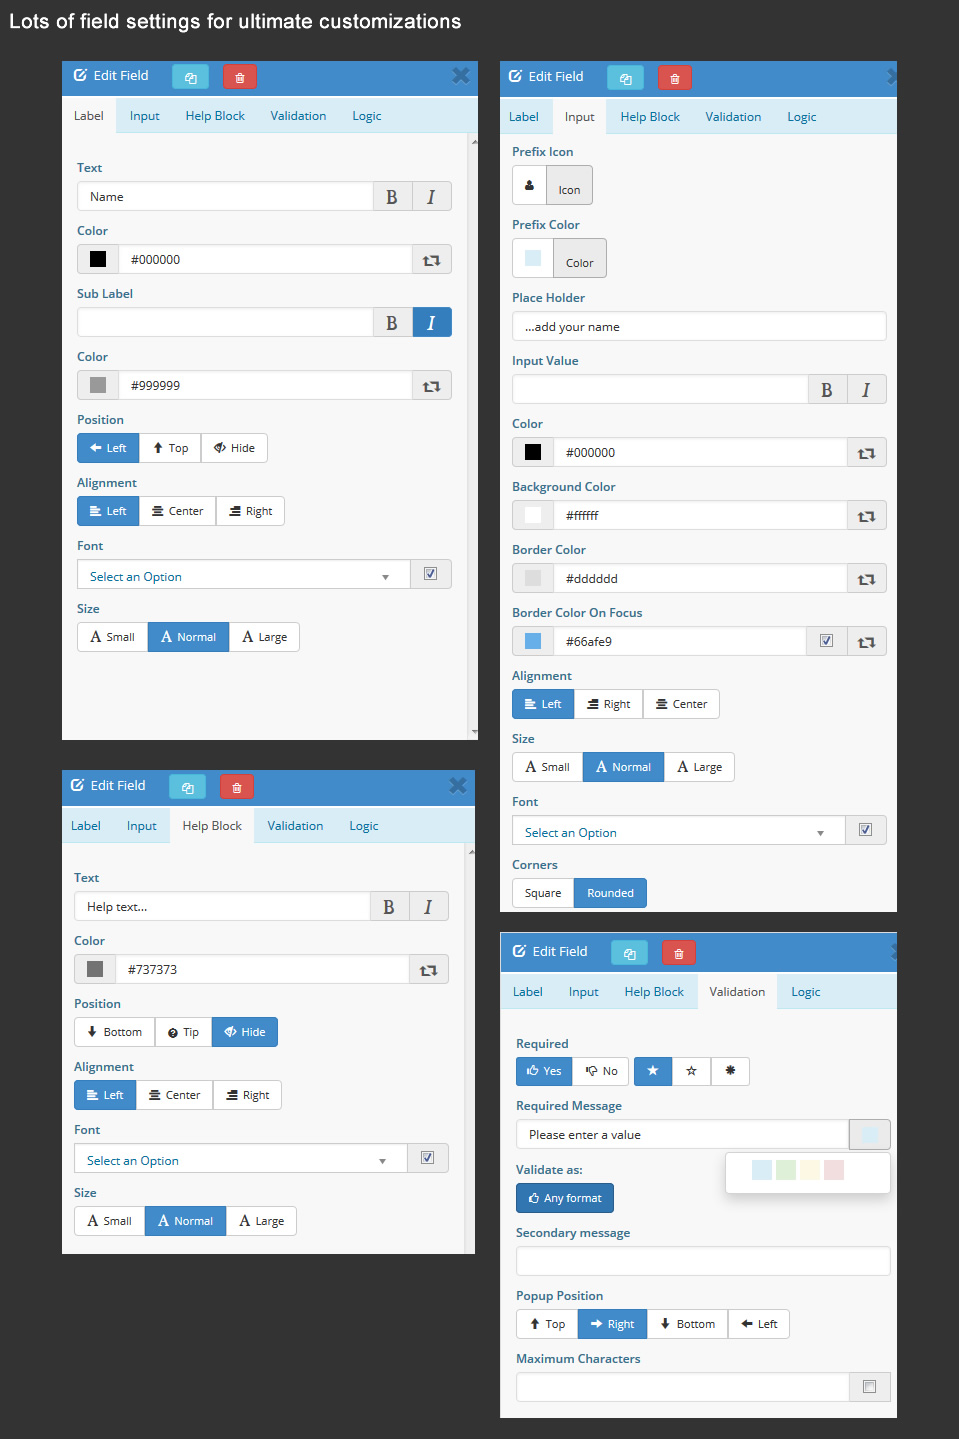 Lots of field settings for ultimate customizations
Edit Field
Label Input Help Block Validation Logic
Text
Name B I
Color
#000000
Sub Label
B I
Color
#999999
Position
Left Top Hide
Alignment
Left Center Right
Font
Select an Option
Size
A Small A Normal A Large
Edit Field
Label Input Help Block Validation Logic
Text
Help text... B I
Color
#737373
Position
Bottom Tip Hide
Alignment
Left Center Right
Font
Select an Option
Size
A Small A Normal A Large
Edit Field
Label Input Help Block Validation Logic
Prefix Icon
Icon
Prefix Color
Color
Place Holder
...add your name
Input Value
B I
Color
#000000
Background Color
#ffffff
Border Color
#dddddd
Border Color On Focus
#66afe9
Alignment
Left Right Center
Size
A Small A Normal A Large
Font
Select an Option
Corners
Square Rounded
Edit Field
Label Input Help Block Validation Logic
Required
Yes No
Required Message
Please enter a value
Validate as:
Any format
Secondary message
Popup Position
Top Right Bottom Left
Maximum Characters